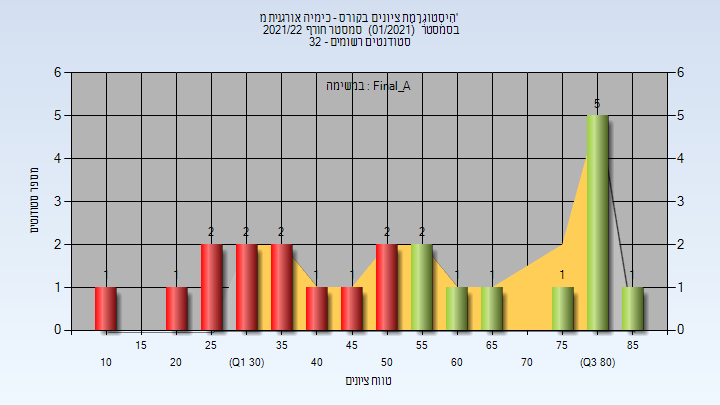 היסטוגרמת ציונים בקורס - כימיה אורגנית מ'
בסמסטר (01/2021) סמסטר חורף 2021/22
סטודנטים רשומים - 32
במשימה : Final_A
מספר סטודנטים
6 6
5 5
4 4
3 3
2 2
1 1
0 0
1 1 2 2 2 1 1 2 2 1 1 1 5 1
15 25 35 45 55 65 75 85
10 20 (Q1 30) 40 50 60 70 (Q3 80)
טווח ציונים